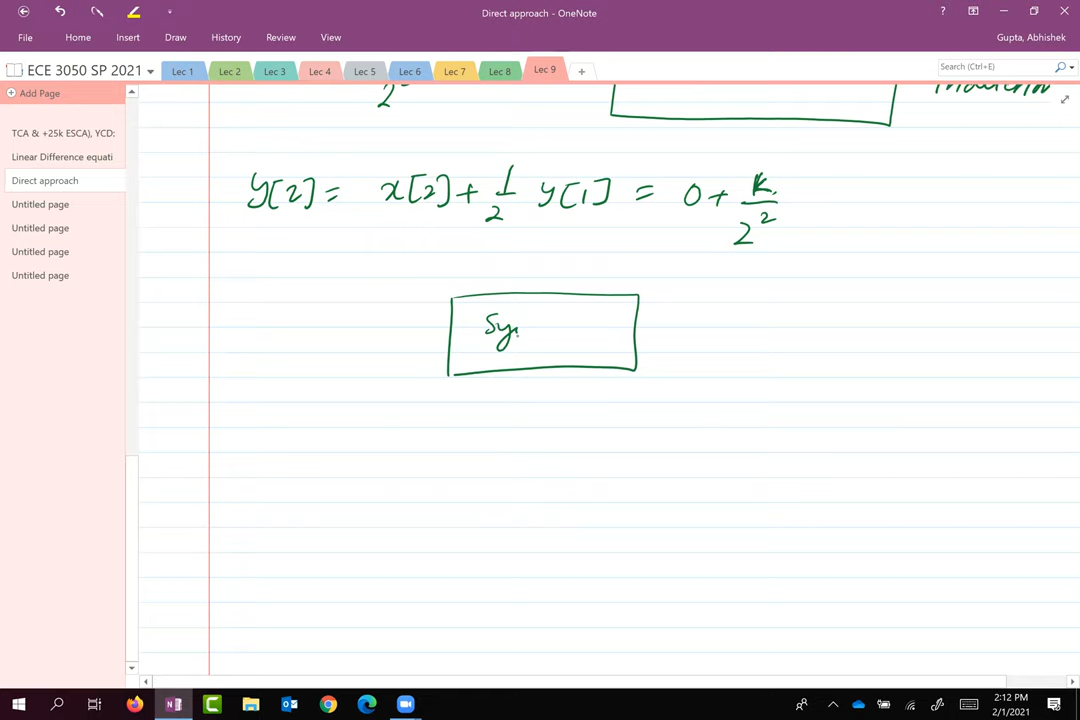 Direct approach - OneNote
?
File Home Insert Draw History Review View
Gupta, Abhishek
ECE 3050 SP 2021
Lec 1 Lec 2 Lec 3 Lec 4 Lec 5 Lec 6 Lec 7 Lec 8 Lec 9 +
Search (Ctrl+E)
Add Page
TCA & +25k ESCA), YCD:
Linear Difference equati
Direct approach
Untitled page
Untitled page
Untitled page
Untitled page
y[2] = x[2] + 1/2 y[1] = 0 + k/2^2
Sys
2:12 PM
2/1/2021